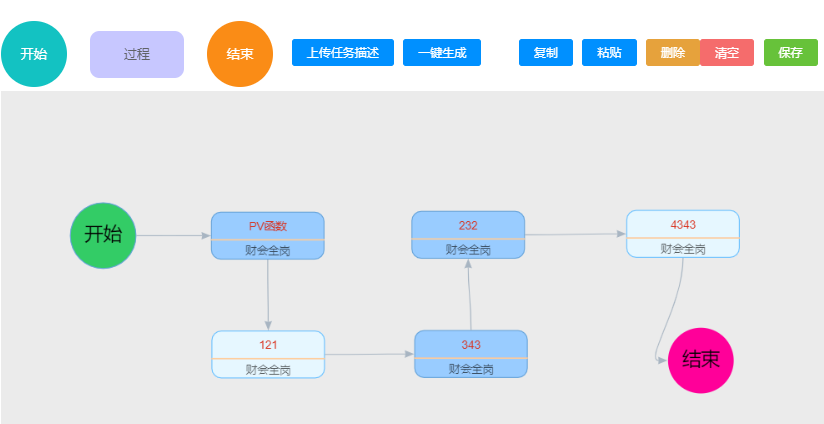 开始
过程
结束
上传任务描述
一键生成
复制
粘贴
删除
清空
保存
开始
PV函数
财会全岗
232
财会全岗
4343
财会全岗
121
财会全岗
343
财会全岗
结束